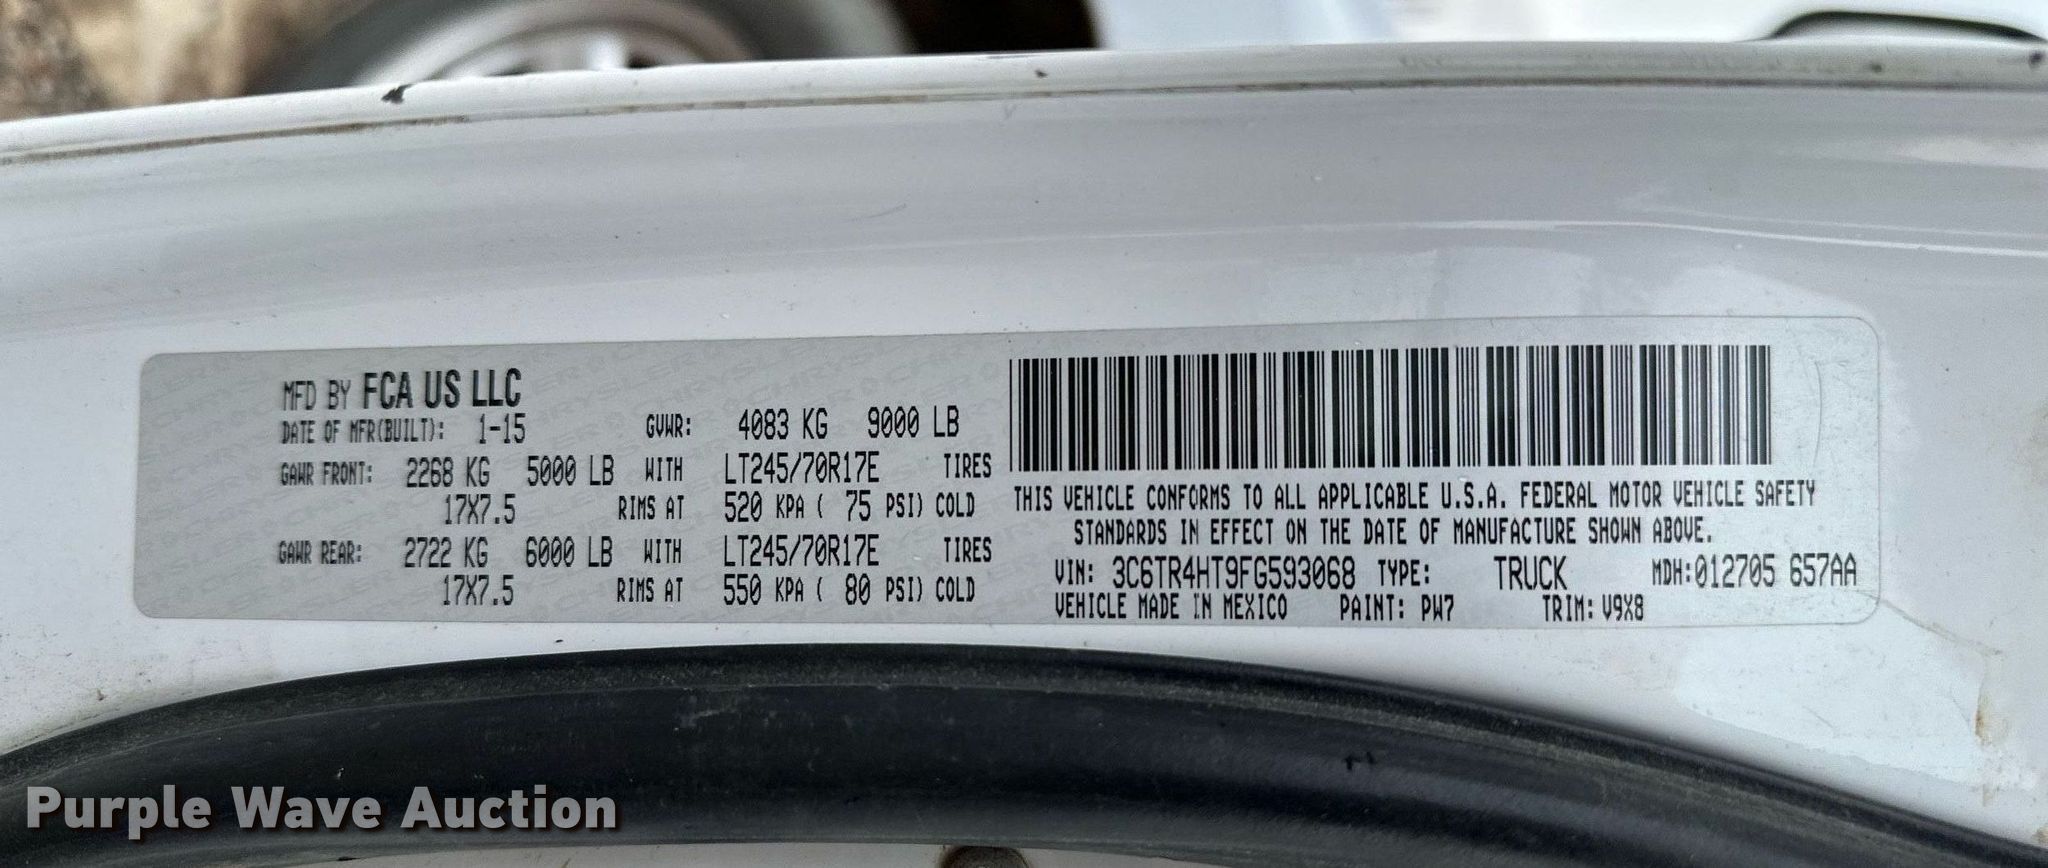 MFD BY FCA US LLC
DATE OF MFR(BUILT): 1-15 GVWR: 4083 KG 9000 LB
GAWR FRONT: 2268 KG 5000 LB WITH LT245/70R17E TIRES
17X7.5 RIMS AT 520 KPA ( 75 PSI) COLD
GAWR REAR: 2722 KG 6000 LB WITH LT245/70R17E TIRES
17X7.5 RIMS AT 550 KPA ( 80 PSI) COLD
THIS VEHICLE CONFORMS TO ALL APPLICABLE U.S.A. FEDERAL MOTOR VEHICLE SAFETY
STANDARDS IN EFFECT ON THE DATE OF MANUFACTURE SHOWN ABOVE.
VIN: 3C6TR4HT9FG593068 TYPE: TRUCK MDH:012705 657AA
VEHICLE MADE IN MEXICO PAINT: PW7 TRIM: V9X8
Purple Wave Auction